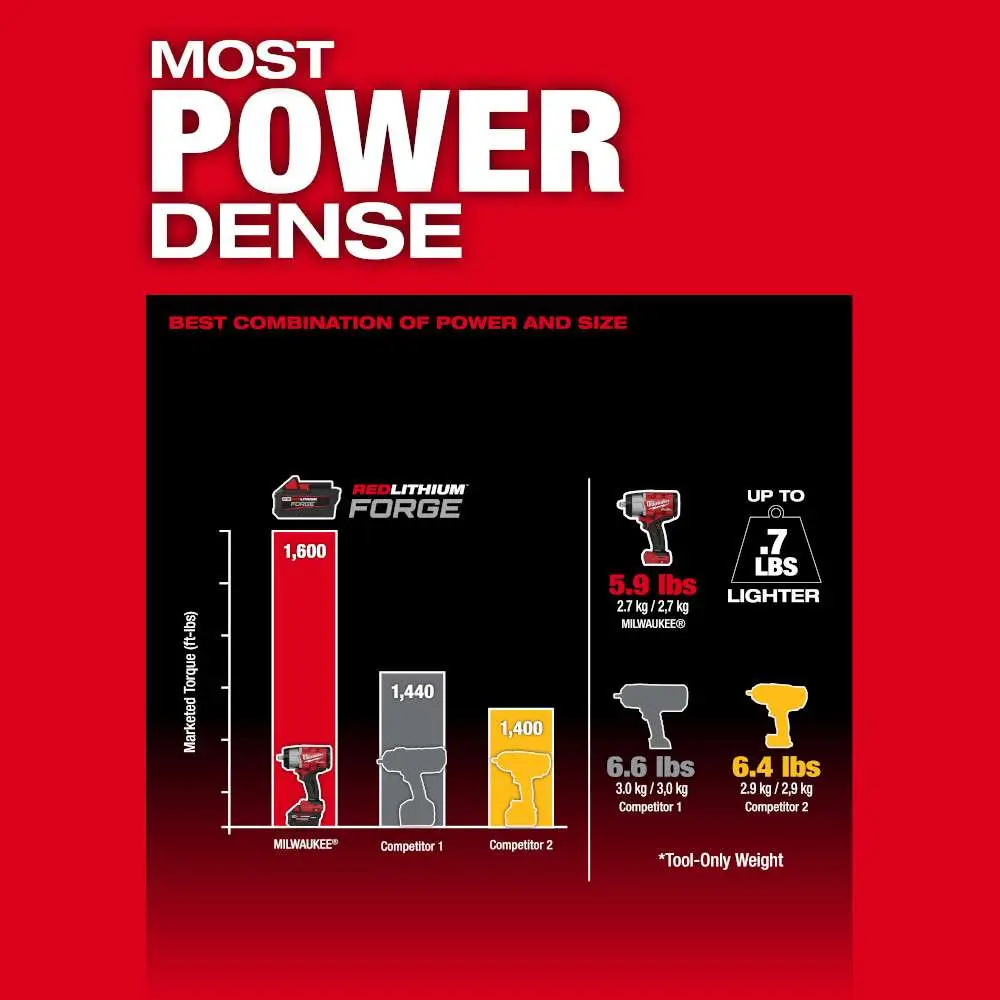 MOST
POWER
DENSE
BEST COMBINATION OF POWER AND SIZE
REDLITHIUM™
FORGE
FORGE
1,600
1,440
1,400
Marketed Torque (ft-lbs)
MILWAUKEE®
Competitor 1
Competitor 2
Milwaukee
5.9 lbs
2.7 kg / 2,7 kg
MILWAUKEE®
UP TO
.7
LBS
LIGHTER
6.6 lbs
3.0 kg / 3,0 kg
Competitor 1
6.4 lbs
2.9 kg / 2,9 kg
Competitor 2
*Tool-Only Weight